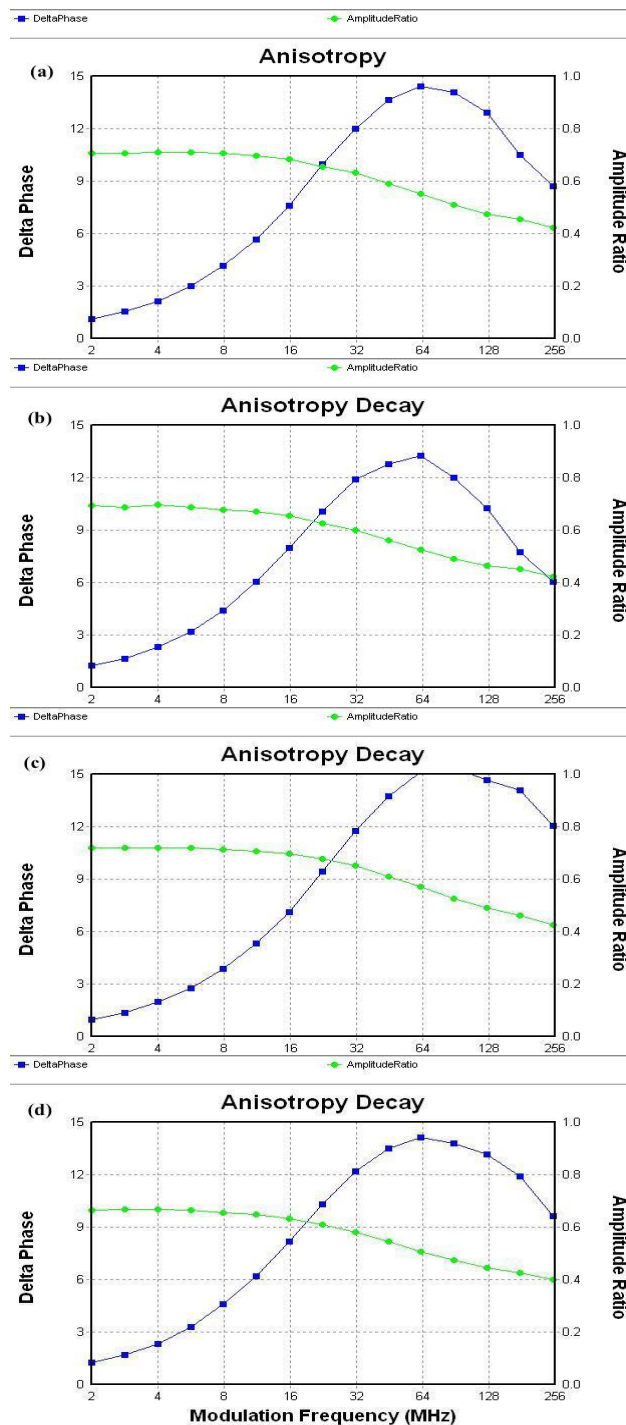 DeltaPhase AmplitudeRatio
(a) Anisotropy
15 1.0
12 0.8
9 0.6
6 0.4
3 0.2
0 0.0
Delta Phase
Amplitude Ratio
2 4 8 16 32 64 128 256
DeltaPhase AmplitudeRatio
(b) Anisotropy Decay
15 1.0
12 0.8
9 0.6
6 0.4
3 0.2
0 0.0
Delta Phase
Amplitude Ratio
2 4 8 16 32 64 128 256
DeltaPhase AmplitudeRatio
(c) Anisotropy Decay
15 1.0
12 0.8
9 0.6
6 0.4
3 0.2
0 0.0
Delta Phase
Amplitude Ratio
2 4 8 16 32 64 128 256
DeltaPhase AmplitudeRatio
(d) Anisotropy Decay
15 1.0
12 0.8
9 0.6
6 0.4
3 0.2
0 0.0
Delta Phase
Amplitude Ratio
2 4 8 16 32 64 128 256
Modulation Frequency (MHz)